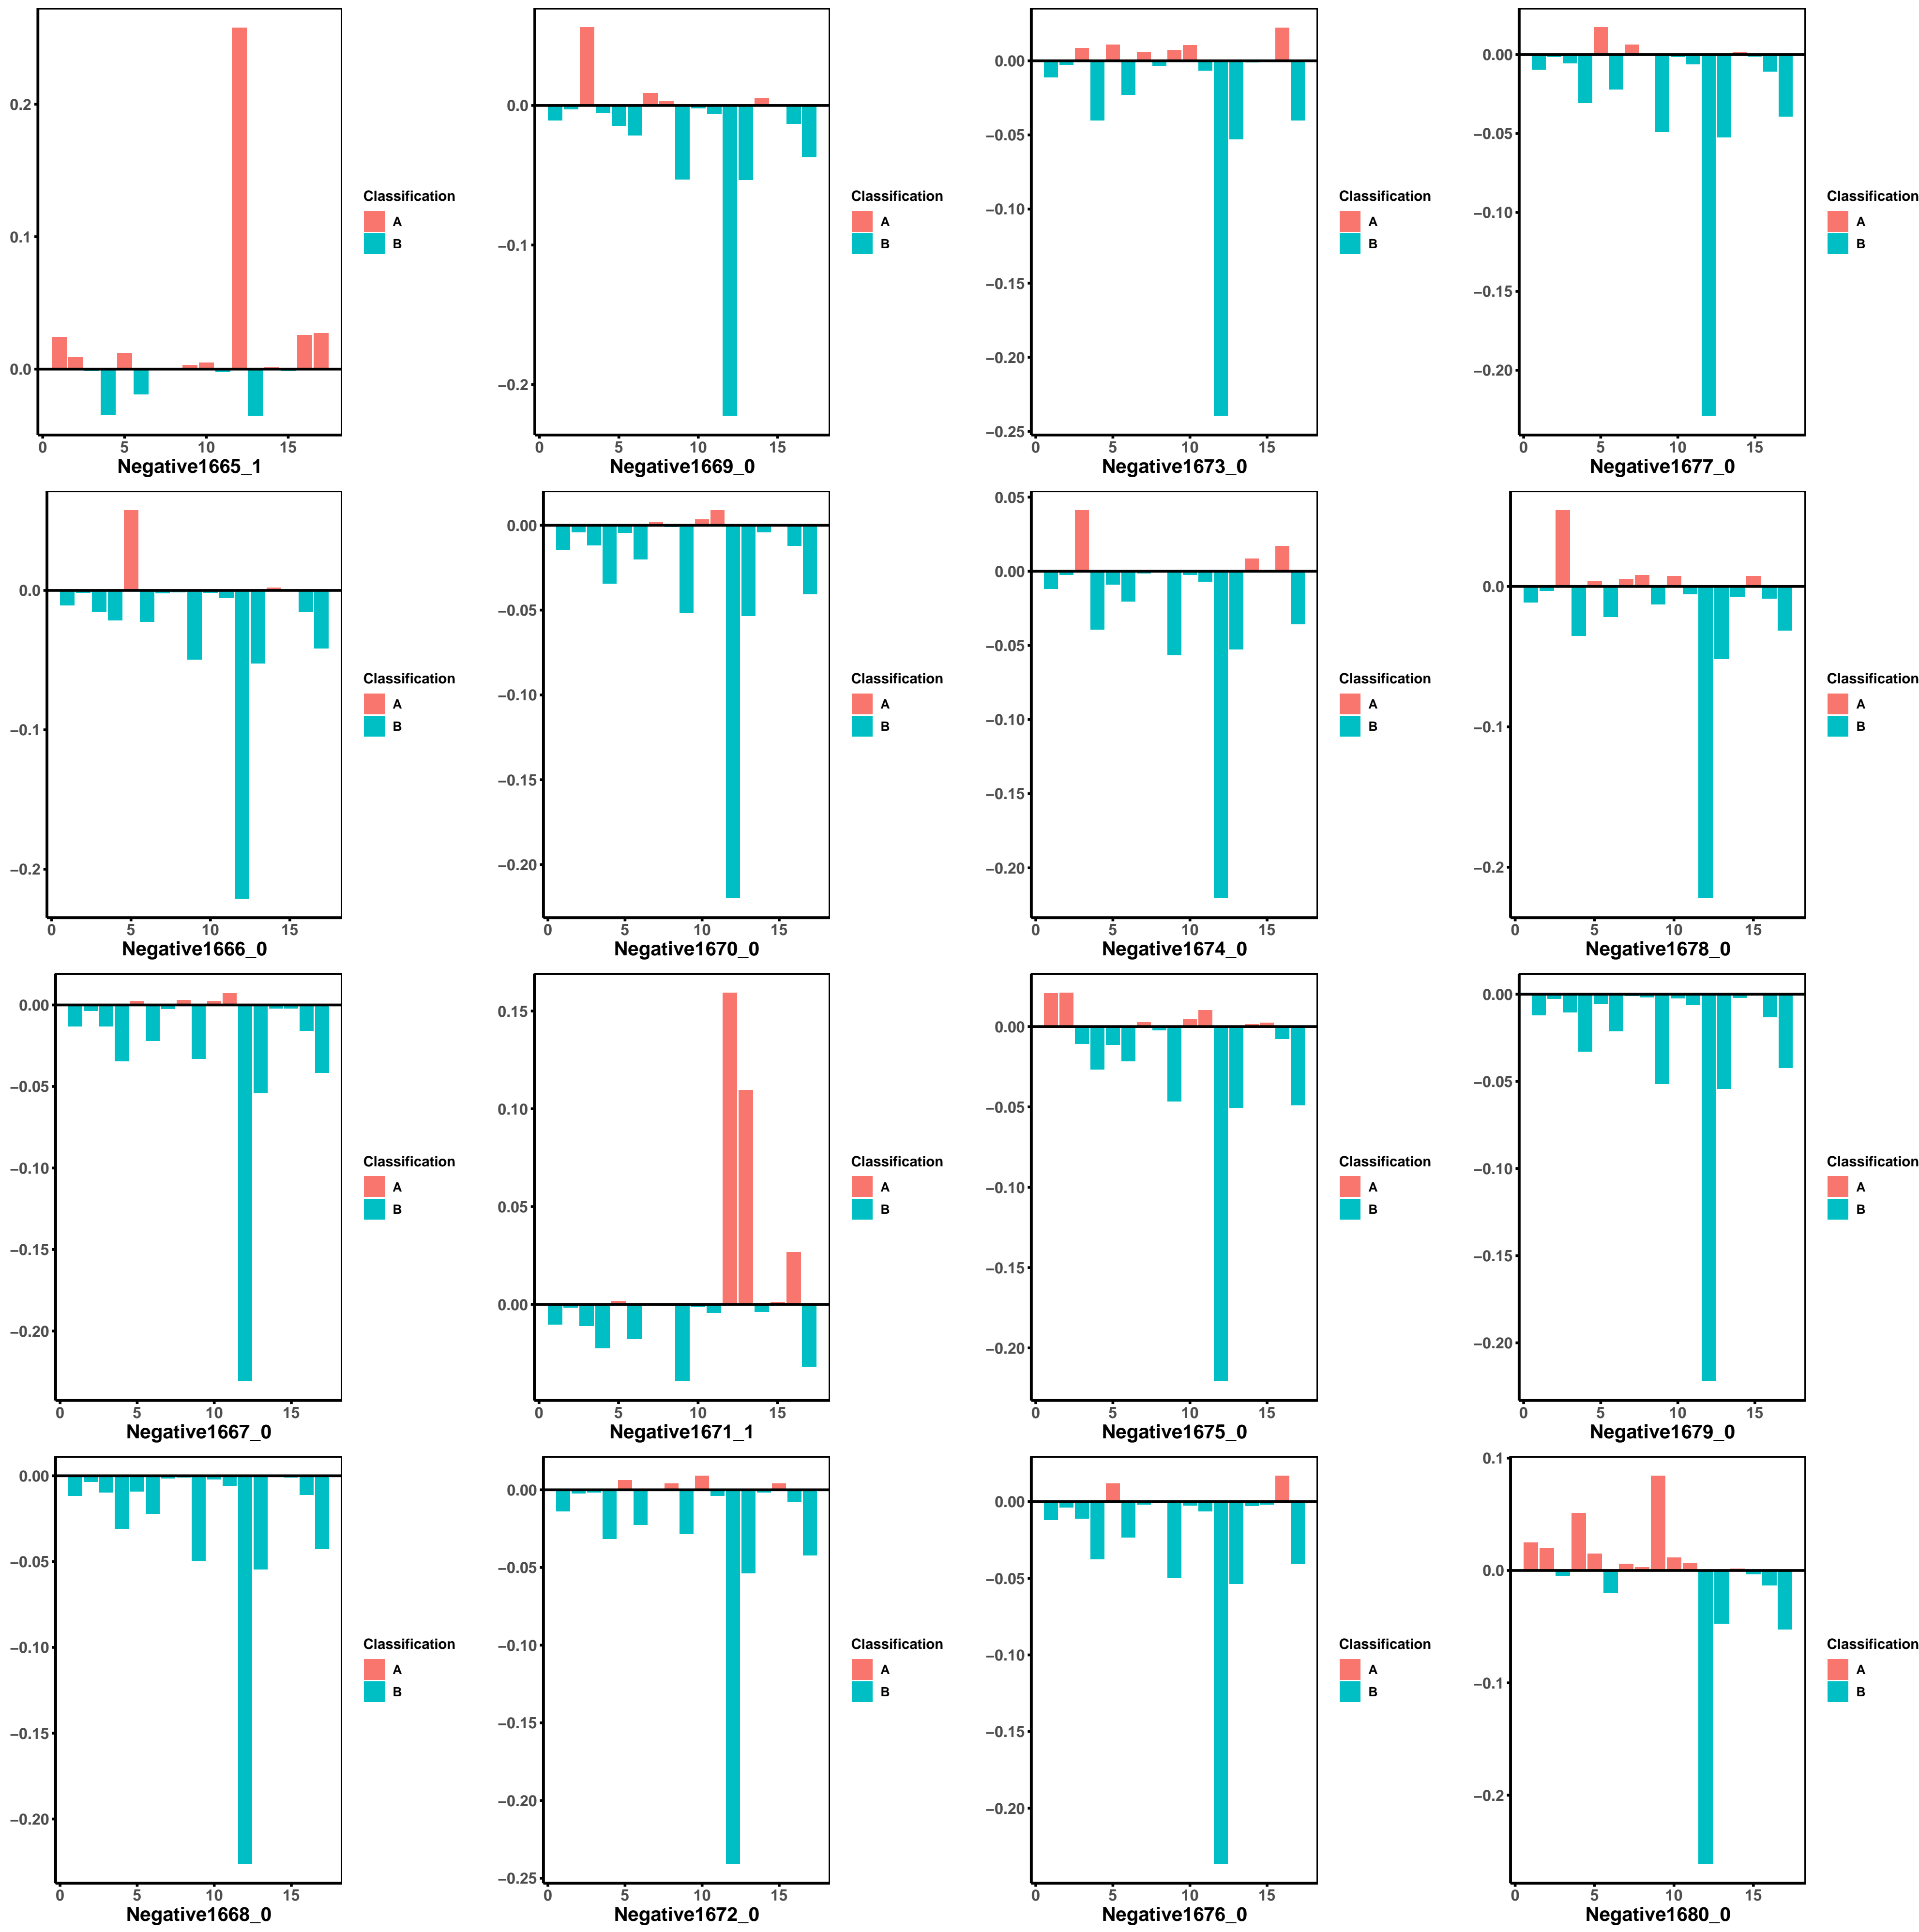 0.2
0.1
0.0
0 5 10 15
Negative1665_1
Classification
A
B
0.0
−0.1
−0.2
0 5 10 15
Negative1669_0
Classification
A
B
0.00
−0.05
−0.10
−0.15
−0.20
−0.25
0 5 10 15
Negative1673_0
Classification
A
B
0.00
−0.05
−0.10
−0.15
−0.20
0 5 10 15
Negative1677_0
Classification
A
B
0.0
−0.1
−0.2
0 5 10 15
Negative1666_0
Classification
A
B
0.00
−0.05
−0.10
−0.15
−0.20
0 5 10 15
Negative1670_0
Classification
A
B
0.05
0.00
−0.05
−0.10
−0.15
−0.20
0 5 10 15
Negative1674_0
Classification
A
B
0.0
−0.1
−0.2
0 5 10 15
Negative1678_0
Classification
A
B
0.00
−0.05
−0.10
−0.15
−0.20
0 5 10 15
Negative1667_0
Classification
A
B
0.15
0.10
0.05
0.00
0 5 10 15
Negative1671_1
Classification
A
B
0.00
−0.05
−0.10
−0.15
−0.20
0 5 10 15
Negative1675_0
Classification
A
B
0.00
−0.05
−0.10
−0.15
−0.20
0 5 10 15
Negative1679_0
Classification
A
B
0.00
−0.05
−0.10
−0.15
−0.20
0 5 10 15
Negative1668_0
Classification
A
B
0.00
−0.05
−0.10
−0.15
−0.20
−0.25
0 5 10 15
Negative1672_0
Classification
A
B
0.00
−0.05
−0.10
−0.15
−0.20
0 5 10 15
Negative1676_0
Classification
A
B
0.1
0.0
−0.1
−0.2
0 5 10 15
Negative1680_0
Classification
A
B